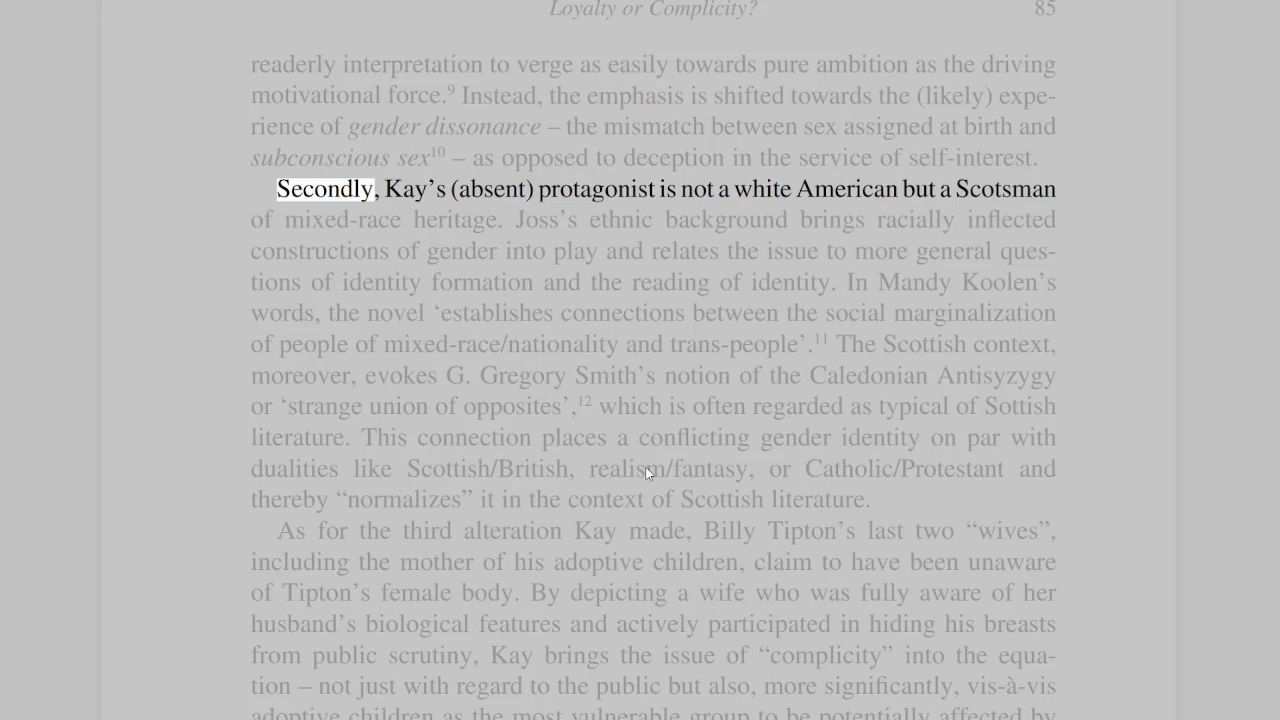 Loyalty or Complicity? 85
readerly interpretation to verge as easily towards pure ambition as the driving
motivational force.⁹ Instead, the emphasis is shifted towards the (likely) expe-
rience of gender dissonance – the mismatch between sex assigned at birth and
subconscious sex¹⁰ – as opposed to deception in the service of self-interest.
Secondly, Kay’s (absent) protagonist is not a white American but a Scotsman
of mixed-race heritage. Joss’s ethnic background brings racially inflected
constructions of gender into play and relates the issue to more general ques-
tions of identity formation and the reading of identity. In Mandy Koolen’s
words, the novel ‘establishes connections between the social marginalization
of people of mixed-race/nationality and trans-people’.¹¹ The Scottish context,
moreover, evokes G. Gregory Smith’s notion of the Caledonian Antisyzygy
or ‘strange union of opposites’,¹² which is often regarded as typical of Sottish
literature. This connection places a conflicting gender identity on par with
dualities like Scottish/British, realism/fantasy, or Catholic/Protestant and
thereby “normalizes” it in the context of Scottish literature.
As for the third alteration Kay made, Billy Tipton’s last two “wives”,
including the mother of his adoptive children, claim to have been unaware
of Tipton’s female body. By depicting a wife who was fully aware of her
husband’s biological features and actively participated in hiding his breasts
from public scrutiny, Kay brings the issue of “complicity” into the equa-
tion – not just with regard to the public but also, more significantly, vis-à-vis
adoptive children as the most vulnerable group to be potentially affected by